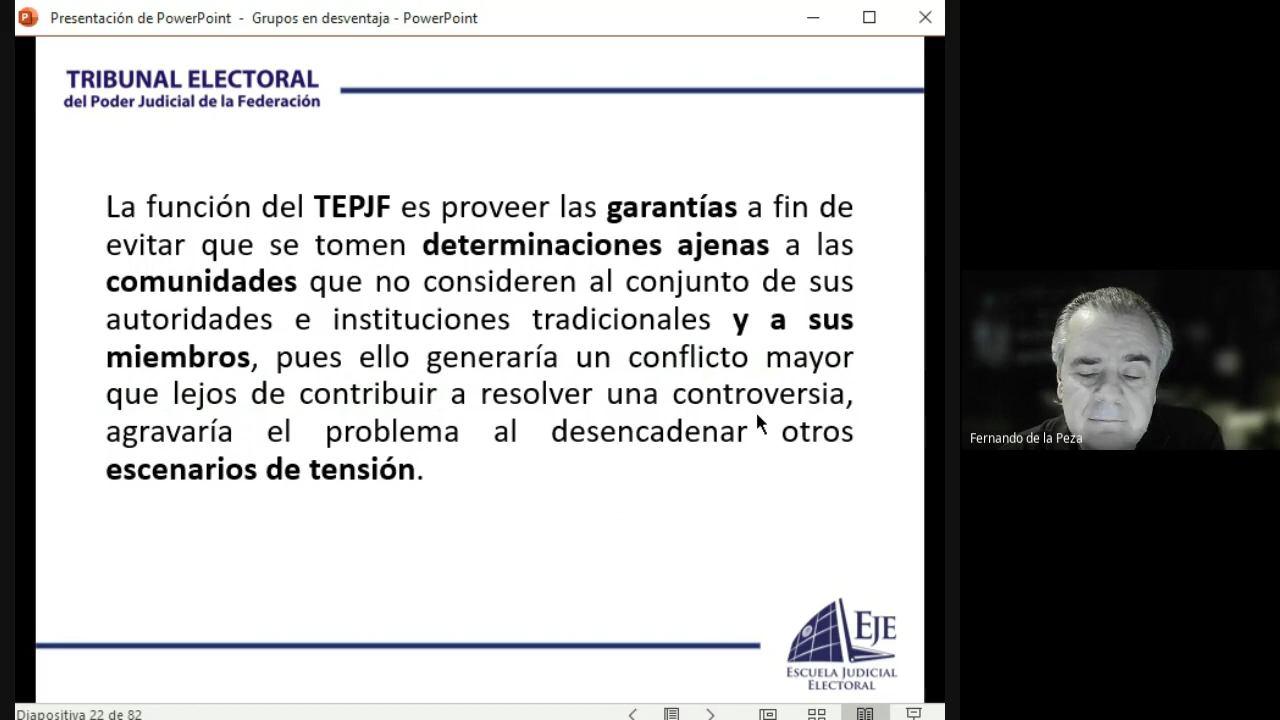 Presentación de PowerPoint - Grupos en desventaja - PowerPoint
TRIBUNAL ELECTORAL
del Poder Judicial de la Federación
La función del TEPJF es proveer las garantías a fin de
evitar que se tomen determinaciones ajenas a las
comunidades que no consideren al conjunto de sus
autoridades e instituciones tradicionales y a sus
miembros, pues ello generaría un conflicto mayor
que lejos de contribuir a resolver una controversia,
agravaría el problema al desencadenar otros
escenarios de tensión.
Fernando de la Peza
EJE
ESCUELA JUDICIAL
ELECTORAL
Diapositiva 22 de 82